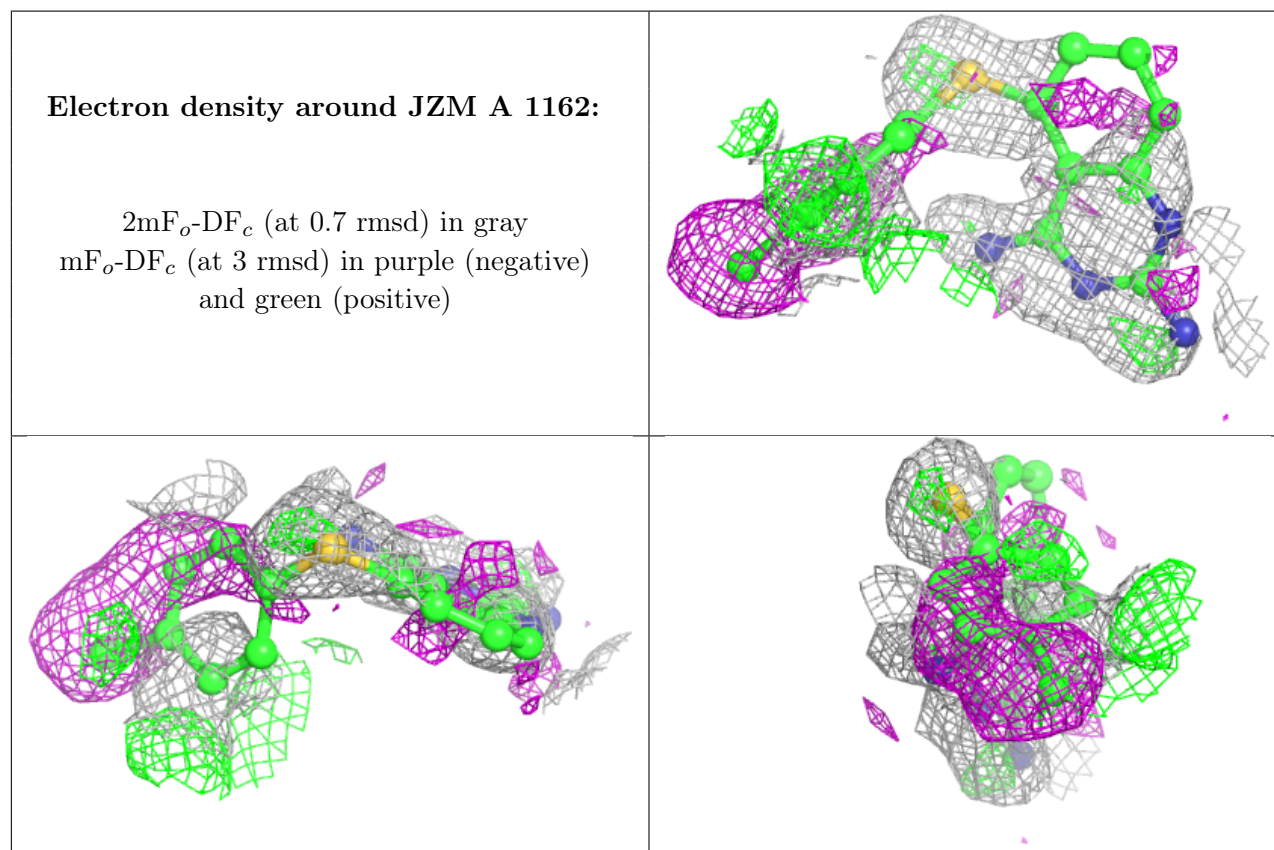 Electron density around JZM A 1162:
2mFo-DFc (at 0.7 rmsd) in gray
mFo-DFc (at 3 rmsd) in purple (negative)
and green (positive)